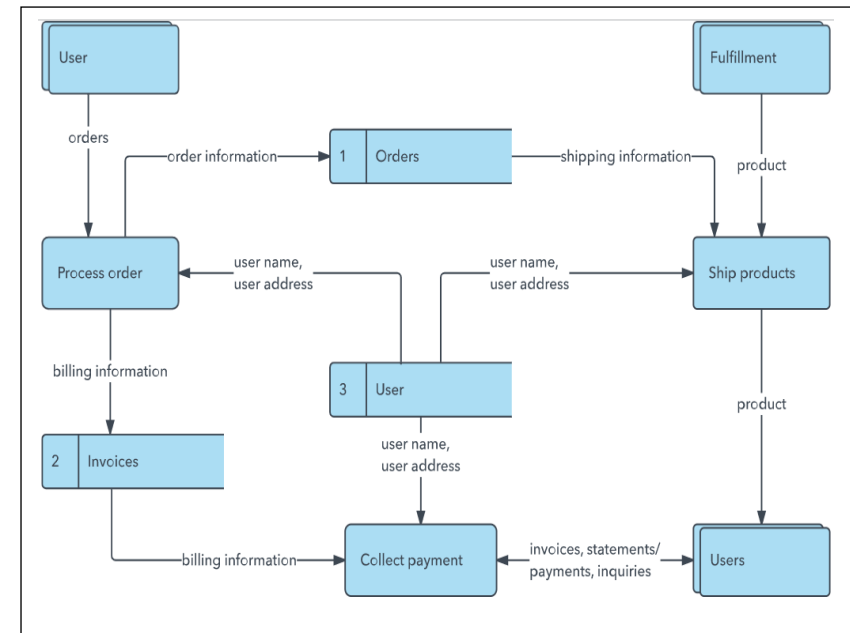 User
Fulfillment
orders
order information
1
Orders
shipping information
product
Process order
user name,
user address
user name,
user address
Ship products
billing information
3
User
product
user name,
user address
2
Invoices
billing information
Collect payment
invoices, statements/
payments, inquiries
Users